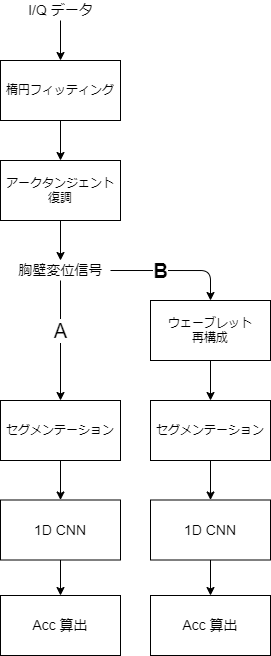 I/Q データ
楕円フィッティング
アークタンジェント
復調
胸壁変位信号
B
A
ウェーブレット
再構成
セグメンテーション
セグメンテーション
1D CNN
1D CNN
Acc 算出
Acc 算出